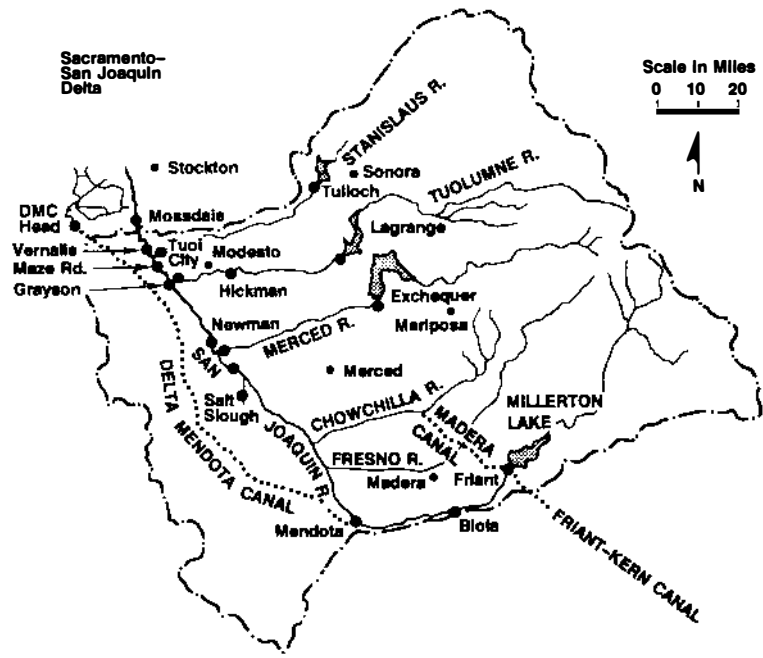 Sacramento–
San Joaquin
Delta
Scale in Miles
0 10 20
N
STANISLAUS R.
Stockton
Sonora
Tulloch
TUOLUMNE R.
DMC
Head
Mossdale
Lagrange
Vernalis
Tuol
City
Modesto
Maze Rd.
Grayson
Hickman
Exchequer
Mariposa
Newman
MERCED R.
SAN
JOAQUIN R.
Merced
Salt
Slough
DELTA
MENDOTA CANAL
CHOWCHILLA R.
MADERA
CANAL
MILLERTON
LAKE
FRESNO R.
Madera
Friant
Mendota
Biola
FRIANT–KERN CANAL